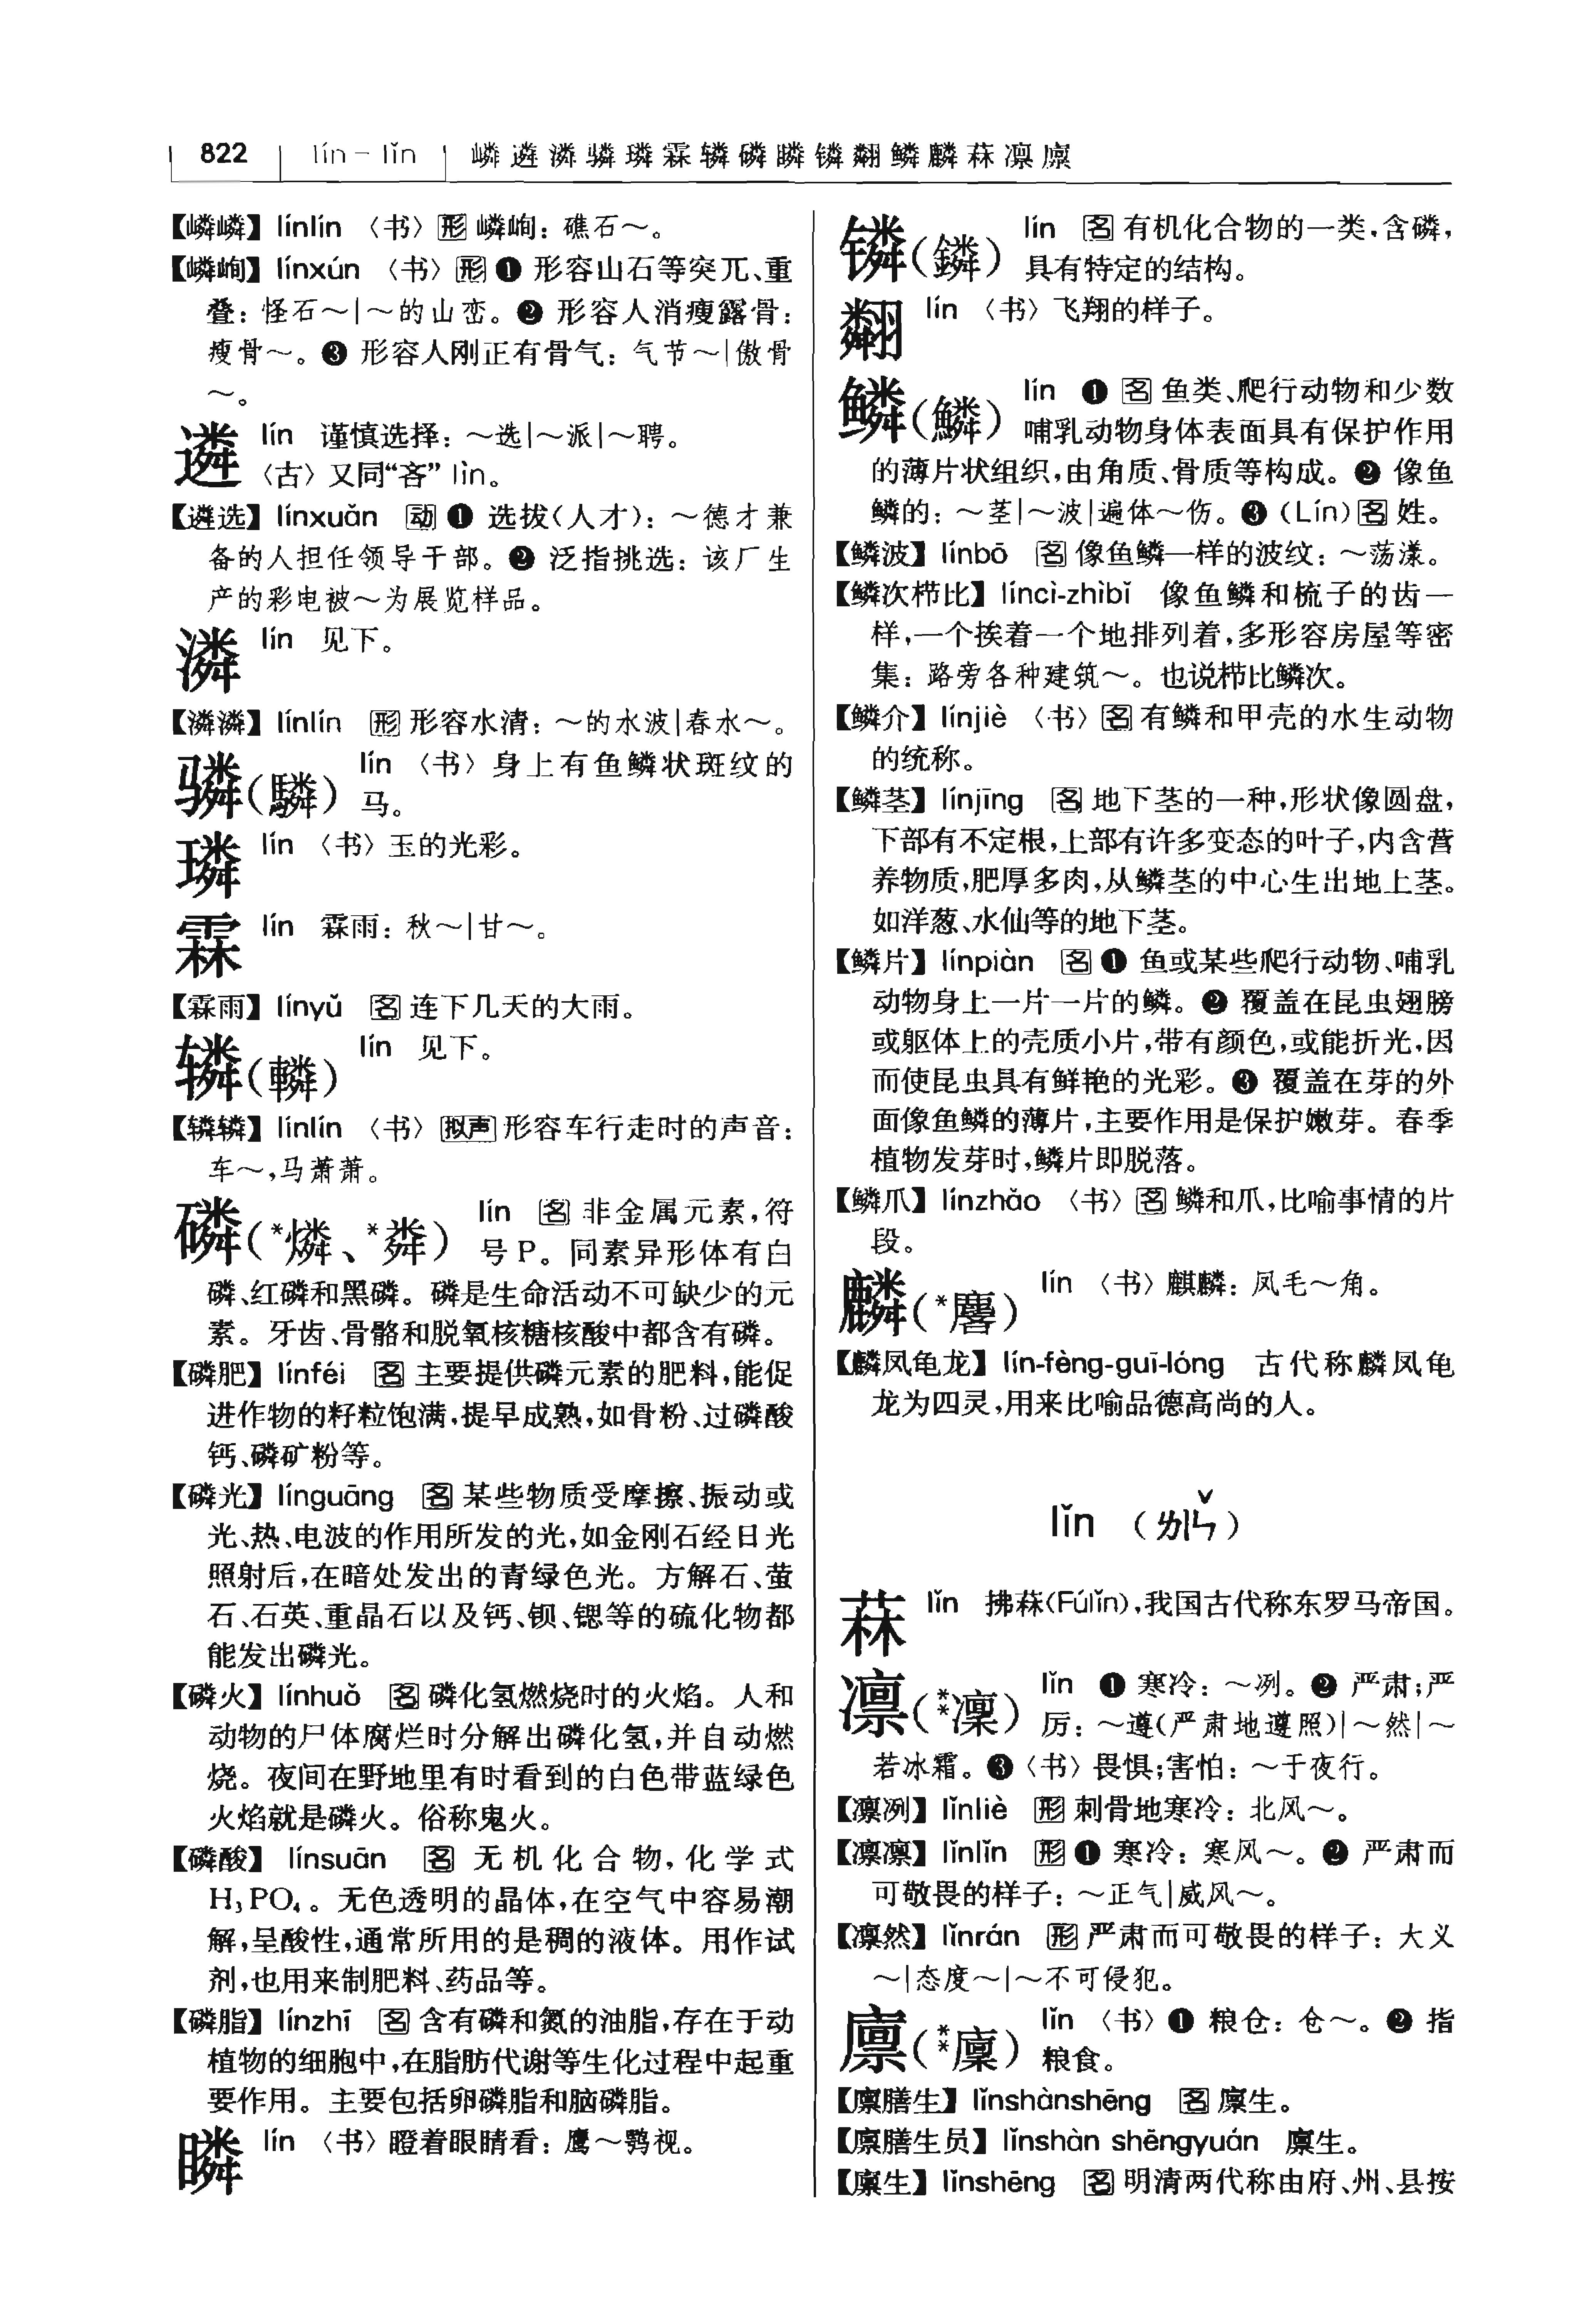 822 lín－lǐn 嶙遴潾骥璘霖辚磷瞵長翷鳞麟菻凛廪
【嶙嶙】línlín 〈书〉形 嶙峋：礁石～。
【嶙峋】línxún 〈书〉形 ❶ 形容山石等突兀、重
叠：怪石～|～的山峦。❷ 形容人消瘦露骨：
瘦骨～。❸ 形容人刚正有骨气：气节～|傲骨
～。
遴 lín 谨慎选择：～选|～派|～聘。
〈古〉又同“吝” lìn。
【遴选】línxuǎn 动 ❶ 选拔（人才）：～德才兼
备的人担任领导干部。❷ 泛指挑选：该厂生
产的彩电被～为展览样品。
潾 lín 见下。
【潾潾】línlín 形 形容水清：～的水波|春水～。
𬴊（驎） lín 〈书〉身上有鱼鳞状斑纹的
马。
璘 lín 〈书〉玉的光彩。
霖 lín 霖雨：秋～|甘～。
【霖雨】línyǔ 名 连下几天的大雨。
辚（轔） lín 见下。
【辚辚】línlín 〈书〉拟声 形容车行走时的声音：
车～，马萧萧。
磷（*燐、*粦） lín 名 非金属元素，符
号P。同素异形体有白
磷、红磷和黑磷。磷是生命活动不可缺少的元
素。牙齿、骨骼和脱氧核糖核酸中都含有磷。
【磷肥】línféi 名 主要提供磷元素的肥料，能促
进作物的籽粒饱满，提早成熟，如骨粉、过磷酸
钙、磷矿粉等。
【磷光】línguāng 名 某些物质受摩擦、振动或
光、热、电波的作用所发的光，如金刚石经日光
照射后，在暗处发出的青绿色光。方解石、萤
石、石英、重晶石以及钙、钡、锶等的硫化物都
能发出磷光。
【磷火】línhuǒ 名 磷化氢燃烧时的火焰。人和
动物的尸体腐烂时分解出磷化氢，并自动燃
烧。夜间在野地里有时看到的白色带蓝绿色
火焰就是磷火。俗称鬼火。
【磷酸】línsuān 名 无机化合物，化学式
H₃PO₄。无色透明的晶体，在空气中容易潮
解，呈酸性，通常所用的是稠的液体。用作试
剂，也用来制肥料、药品等。
【磷脂】línzhī 名 含有磷和氮的油脂，存在于动
植物的细胞中，在脂肪代谢等生化过程中起重
要作用。主要包括卵磷脂和脑磷脂。
瞵 lín 〈书〉瞪着眼睛看：鹰～鹗视。
𬭸（鏻） lín 名 有机化合物的一类，含磷，
具有特定的结构。
翷 lín 〈书〉飞翔的样子。
鳞（鱗） lín ❶ 名 鱼类、爬行动物和少数
哺乳动物身体表面具有保护作用
的薄片状组织，由角质、骨质等构成。❷ 像鱼
鳞的：～茎|～波|遍体～伤。❸（Lín）名 姓。
【鳞波】línbō 名 像鱼鳞一样的波纹：～荡漾。
【鳞次栉比】líncì-zhìbǐ 像鱼鳞和梳子的齿一
样，一个挨着一个地排列着，多形容房屋等密
集：路旁各种建筑～。也说栉比鳞次。
【鳞介】línjiè 〈书〉名 有鳞和甲壳的水生动物
的统称。
【鳞茎】línjīng 名 地下茎的一种，形状像圆盘，
下部有不定根，上部有许多变态的叶子，内含营
养物质，肥厚多肉，从鳞茎的中心生出地上茎。
如洋葱、水仙等的地下茎。
【鳞片】línpiàn 名 ❶ 鱼或某些爬行动物、哺乳
动物身上一片一片的鳞。❷ 覆盖在昆虫翅膀
或躯体上的壳质小片，带有颜色，或能折光，因
而使昆虫具有鲜艳的光彩。❸ 覆盖在芽的外
面像鱼鳞的薄片，主要作用是保护嫩芽。春季
植物发芽时，鳞片即脱落。
【鳞爪】línzhǎo 〈书〉名 鳞和爪，比喻事情的片
段。
麟（*麐） lín 〈书〉麒麟：凤毛～角。
【麟凤龟龙】lín-fèng-guī-lóng 古代称麟凤龟
龙为四灵，用来比喻品德高尚的人。
lǐn （ㄌㄧㄣˇ）
菻 lǐn 拂菻（Fúlǐn），我国古代称东罗马帝国。
凛（**凜） lǐn ❶ 寒冷：～冽。❷ 严肃；严
厉：～遵（严肃地遵照）|～然|～
若冰霜。❸〈书〉畏惧；害怕：～于夜行。
【凛冽】lǐnliè 形 刺骨地寒冷：北风～。
【凛凛】lǐnlǐn 形 ❶ 寒冷：寒风～。❷ 严肃而
可敬畏的样子：～正气|威风～。
【凛然】lǐnrán 形 严肃而可敬畏的样子：大义
～|态度～|～不可侵犯。
廪（**廩） lǐn 〈书〉❶ 粮仓：仓～。❷ 指
粮食。
【廪膳生】lǐnshànshēng 名 廪生。
【廪膳生员】lǐnshàn shēngyuán 廪生。
【廪生】lǐnshēng 名 明清两代称由府、州、县按